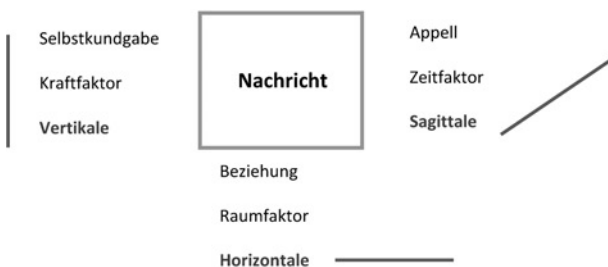 Selbstkundgabe
Kraftfaktor
Vertikale
Nachricht
Appell
Zeitfaktor
Sagittale
Beziehung
Raumfaktor
Horizontale